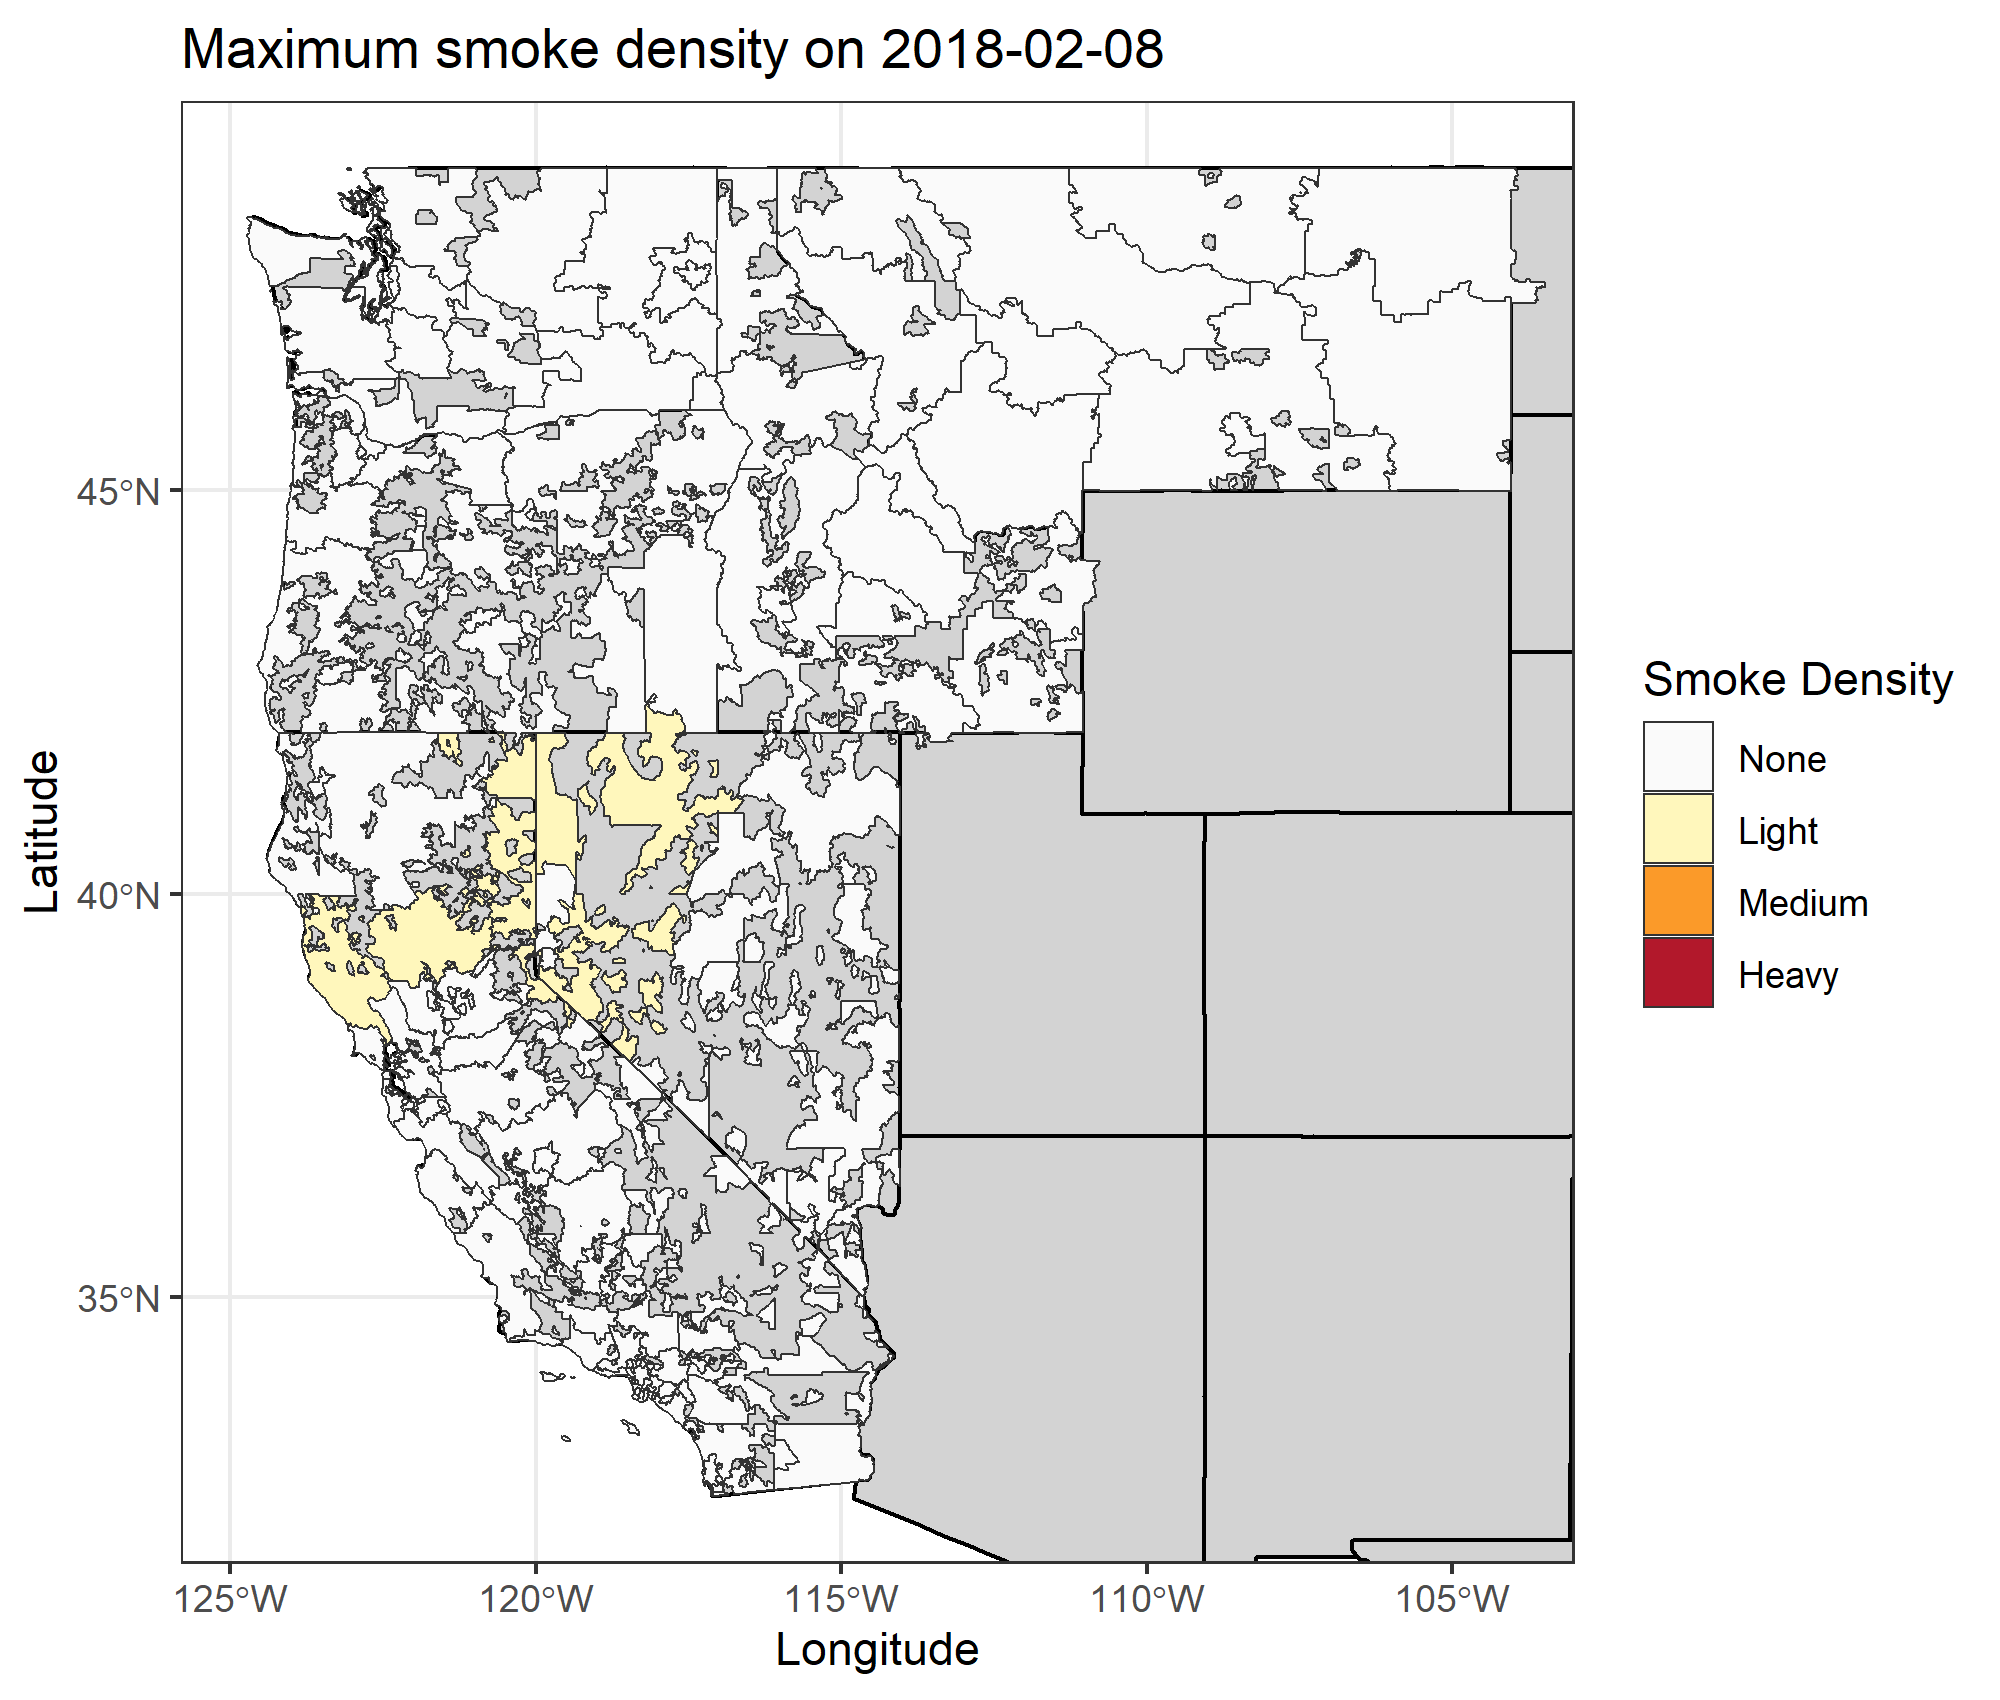 Maximum smoke density on 2018-02-08
45°N
40°N
35°N
Latitude
125°W
120°W
115°W
110°W
105°W
Longitude
Smoke Density
None
Light
Medium
Heavy